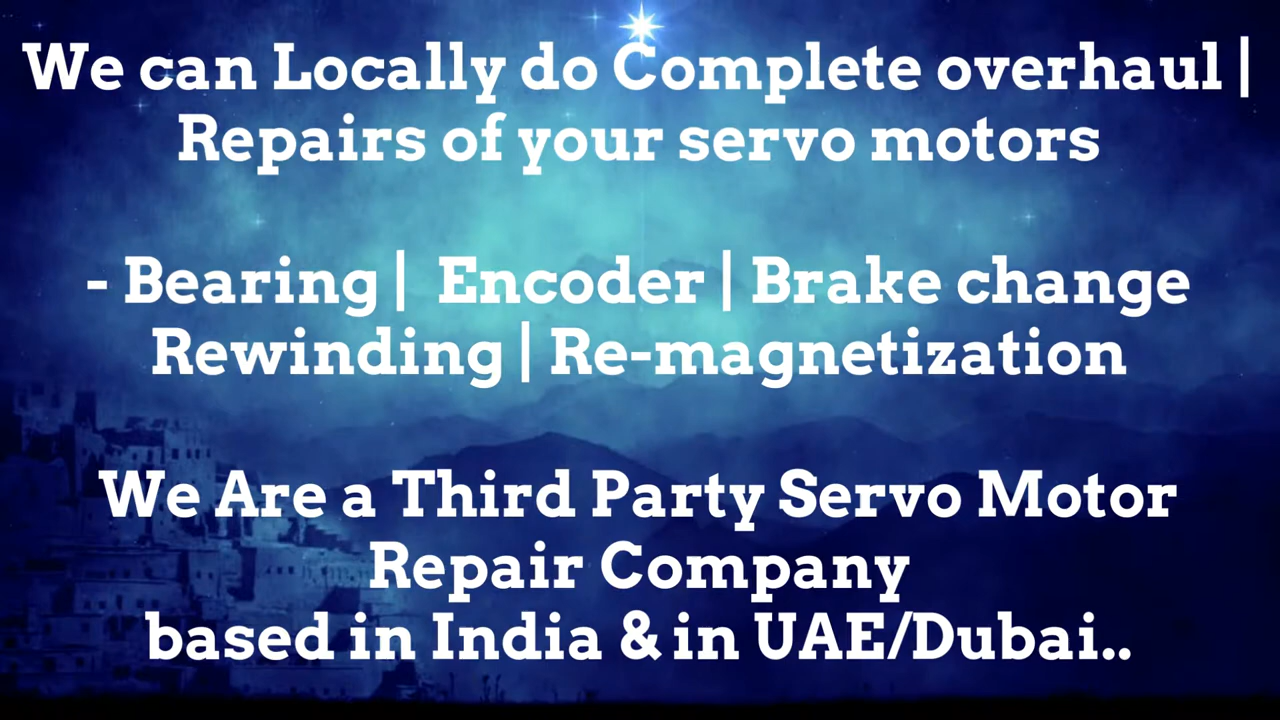 We can Locally do Complete overhaul |
Repairs of your servo motors
- Bearing |  Encoder | Brake change
Rewinding | Re-magnetization
We Are a Third Party Servo Motor
Repair Company
based in India & in UAE/Dubai..